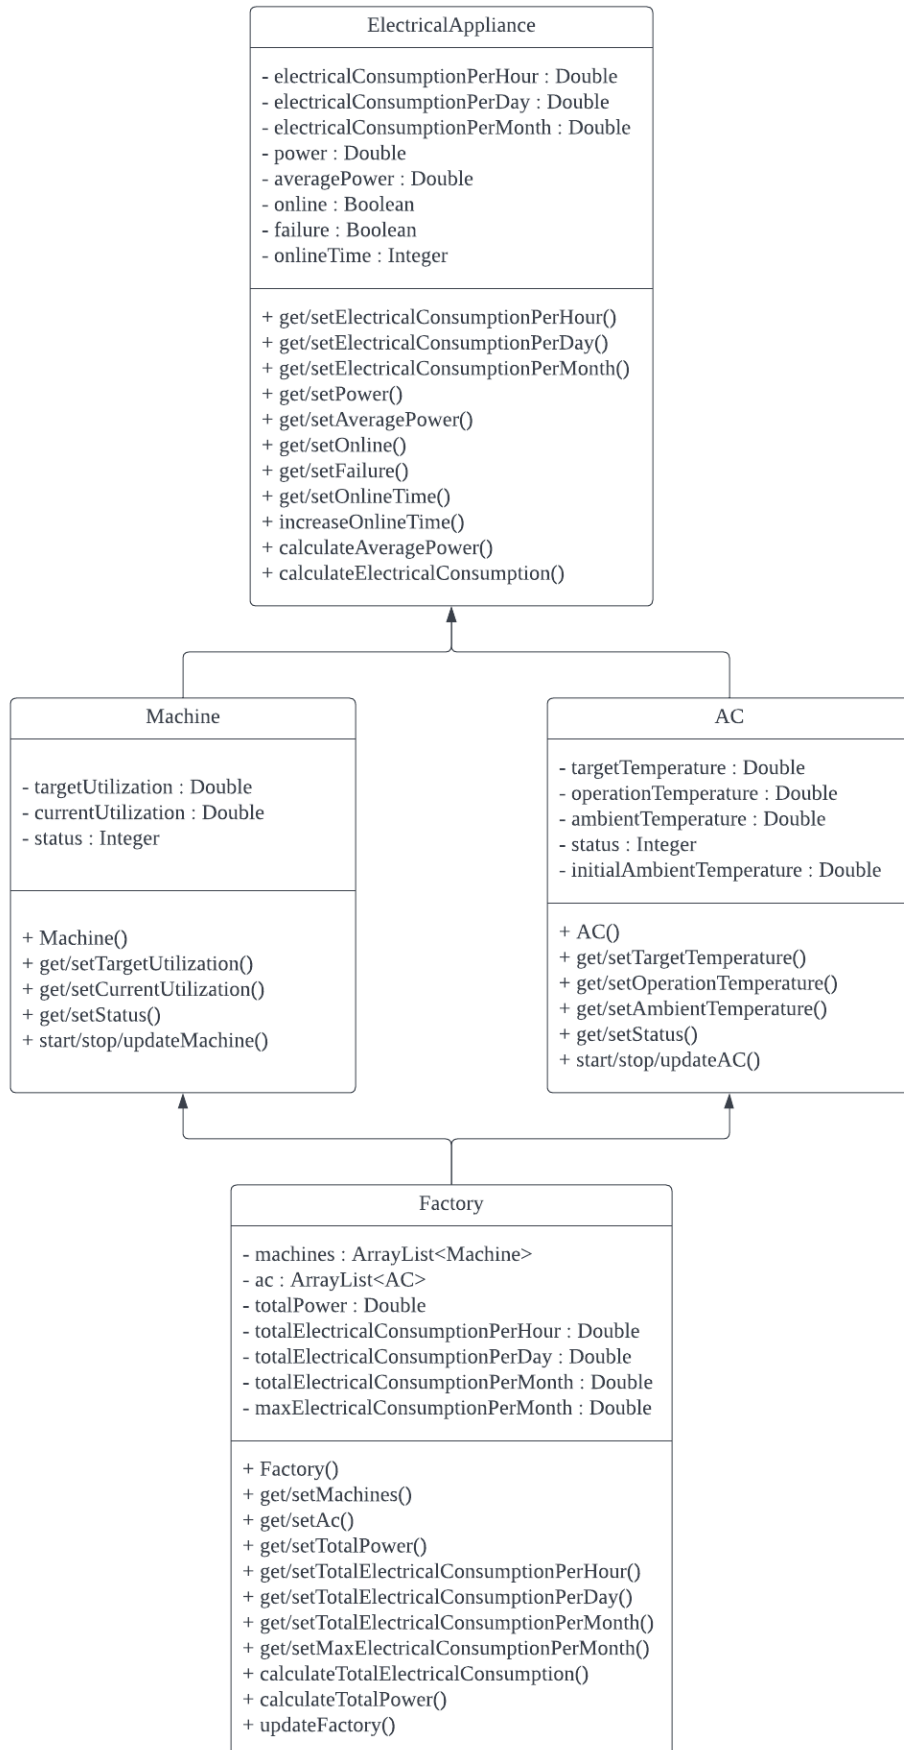 ElectricalAppliance
- electricalConsumptionPerHour : Double
- electricalConsumptionPerDay : Double
- electricalConsumptionPerMonth : Double
- power : Double
- averagePower : Double
- online : Boolean
- failure : Boolean
- onlineTime : Integer
+ get/setElectricalConsumptionPerHour()
+ get/setElectricalConsumptionPerDay()
+ get/setElectricalConsumptionPerMonth()
+ get/setPower()
+ get/setAveragePower()
+ get/setOnline()
+ get/setFailure()
+ get/setOnlineTime()
+ increaseOnlineTime()
+ calculateAveragePower()
+ calculateElectricalConsumption()
Machine
- targetUtilization : Double
- currentUtilization : Double
- status : Integer
+ Machine()
+ get/setTargetUtilization()
+ get/setCurrentUtilization()
+ get/setStatus()
+ start/stop/updateMachine()
AC
- targetTemperature : Double
- operationTemperature : Double
- ambientTemperature : Double
- status : Integer
- initialAmbientTemperature : Double
+ AC()
+ get/setTargetTemperature()
+ get/setOperationTemperature()
+ get/setAmbientTemperature()
+ get/setStatus()
+ start/stop/updateAC()
Factory
- machines : ArrayList<Machine>
- ac : ArrayList<AC>
- totalPower : Double
- totalElectricalConsumptionPerHour : Double
- totalElectricalConsumptionPerDay : Double
- totalElectricalConsumptionPerMonth : Double
- maxElectricalConsumptionPerMonth : Double
+ Factory()
+ get/setMachines()
+ get/setAc()
+ get/setTotalPower()
+ get/setTotalElectricalConsumptionPerHour()
+ get/setTotalElectricalConsumptionPerDay()
+ get/setTotalElectricalConsumptionPerMonth()
+ get/setMaxElectricalConsumptionPerMonth()
+ calculateTotalElectricalConsumption()
+ calculateTotalPower()
+ updateFactory()